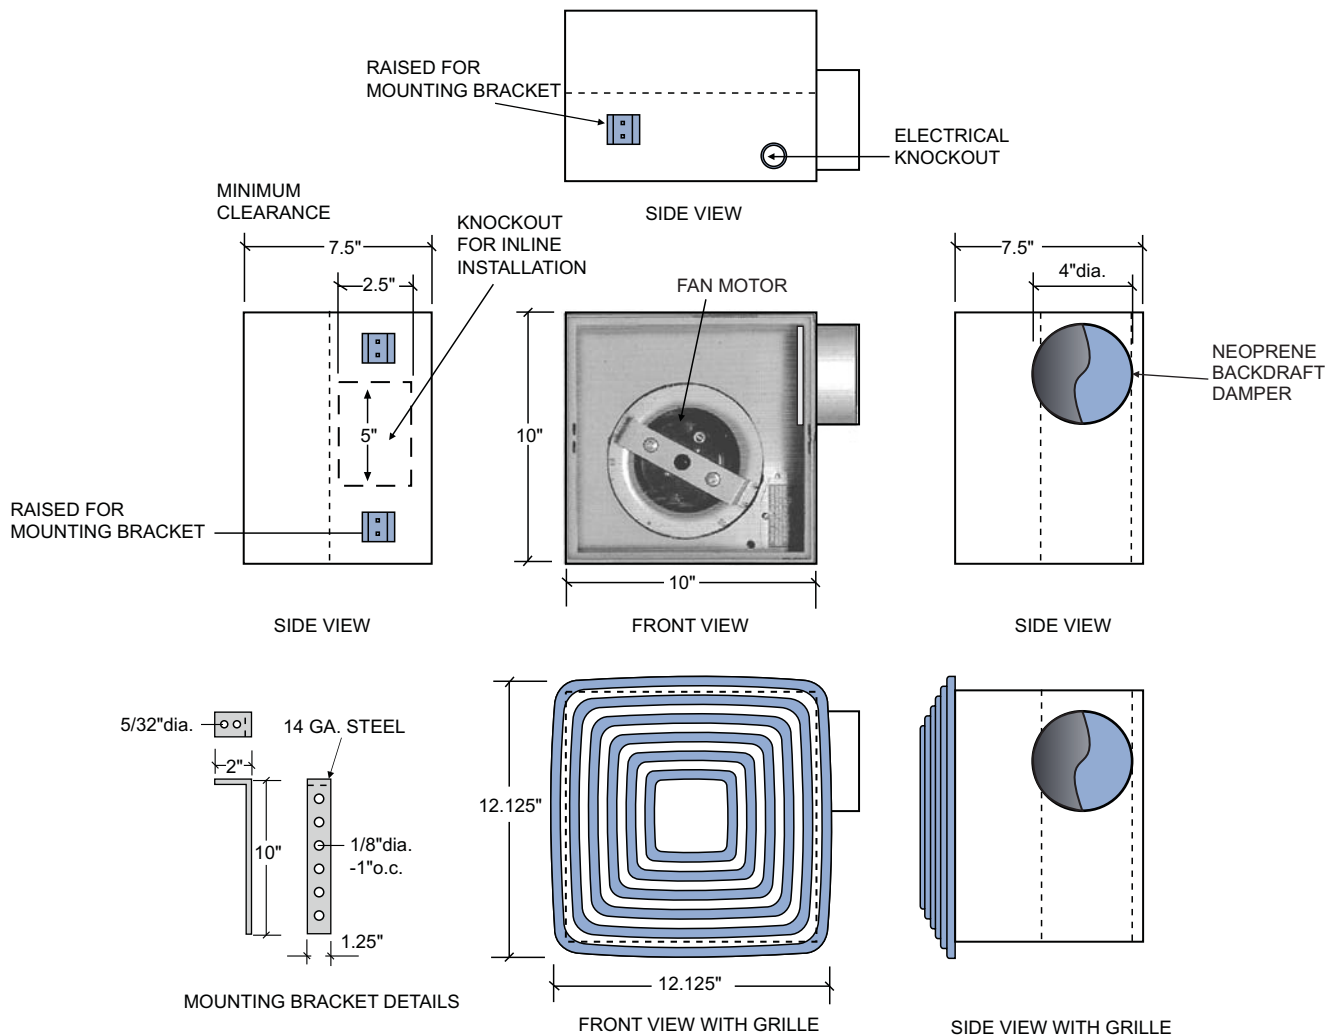 RAISED FOR
MOUNTING BRACKET
ELECTRICAL
KNOCKOUT
SIDE VIEW
MINIMUM
CLEARANCE
7.5"
2.5"
KNOCKOUT
FOR INLINE
INSTALLATION
5"
RAISED FOR
MOUNTING BRACKET
SIDE VIEW
FAN MOTOR
10"
10"
FRONT VIEW
7.5"
4"dia.
NEOPRENE
BACKDRAFT
DAMPER
SIDE VIEW
5/32"dia.
14 GA. STEEL
2"
10"
1/8"dia.
-1"o.c.
1.25"
MOUNTING BRACKET DETAILS
12.125"
12.125"
FRONT VIEW WITH GRILLE
SIDE VIEW WITH GRILLE